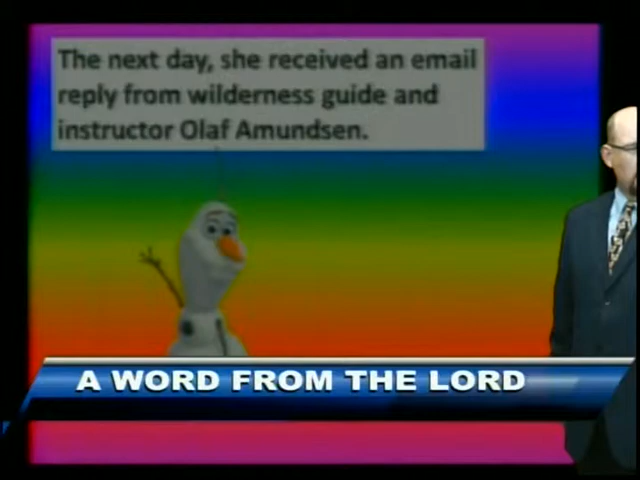 The next day, she received an email
reply from wilderness guide and
instructor Olaf Amundsen.
A WORD FROM THE LORD